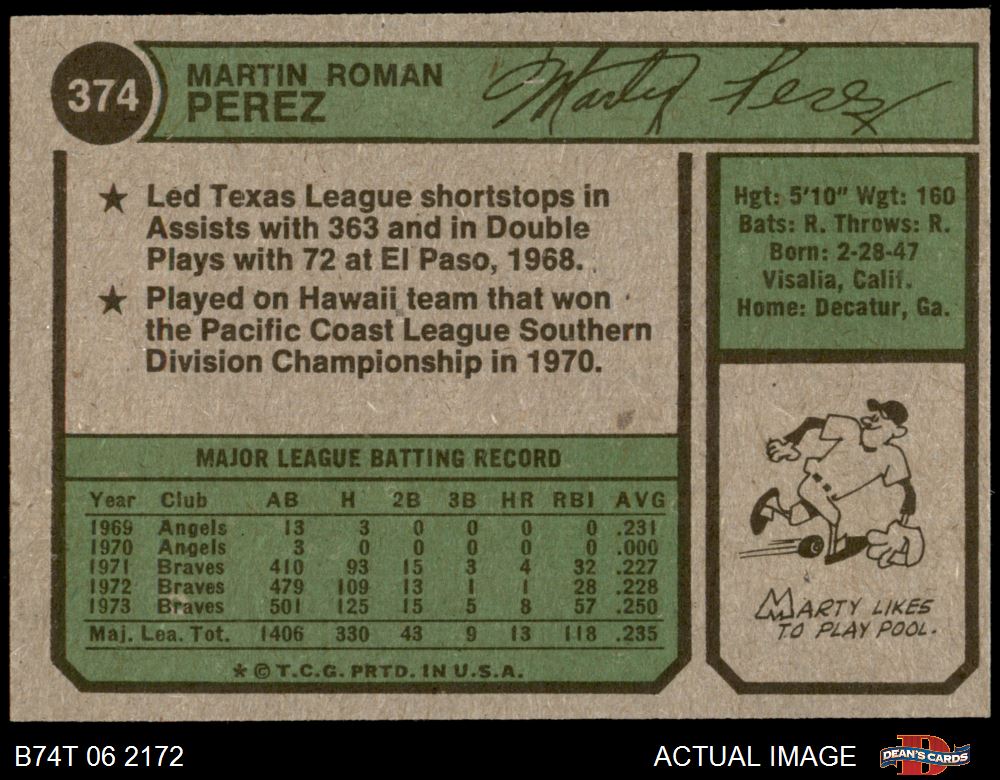 374
MARTIN ROMAN
PEREZ
Marty Perez
★ Led Texas League shortstops in
Assists with 363 and in Double
Plays with 72 at El Paso, 1968.
★ Played on Hawaii team that won
the Pacific Coast League Southern
Division Championship in 1970.
Hgt: 5'10" Wgt: 160
Bats: R. Throws: R.
Born: 2-28-47
Visalia, Calif.
Home: Decatur, Ga.
MAJOR LEAGUE BATTING RECORD
Year Club AB H 2B 3B HR RBI AVG
1969 Angels 13 3 0 0 0 0 .231
1970 Angels 3 0 0 0 0 0 .000
1971 Braves 410 93 15 3 4 32 .227
1972 Braves 479 109 13 1 1 28 .228
1973 Braves 501 125 15 5 8 57 .250
Maj. Lea. Tot. 1406 330 43 9 13 118 .235
* © T.C.G. PRTD. IN U.S.A.
MARTY LIKES
TO PLAY POOL.
B74T 06 2172
ACTUAL IMAGE
DEAN'S CARDS